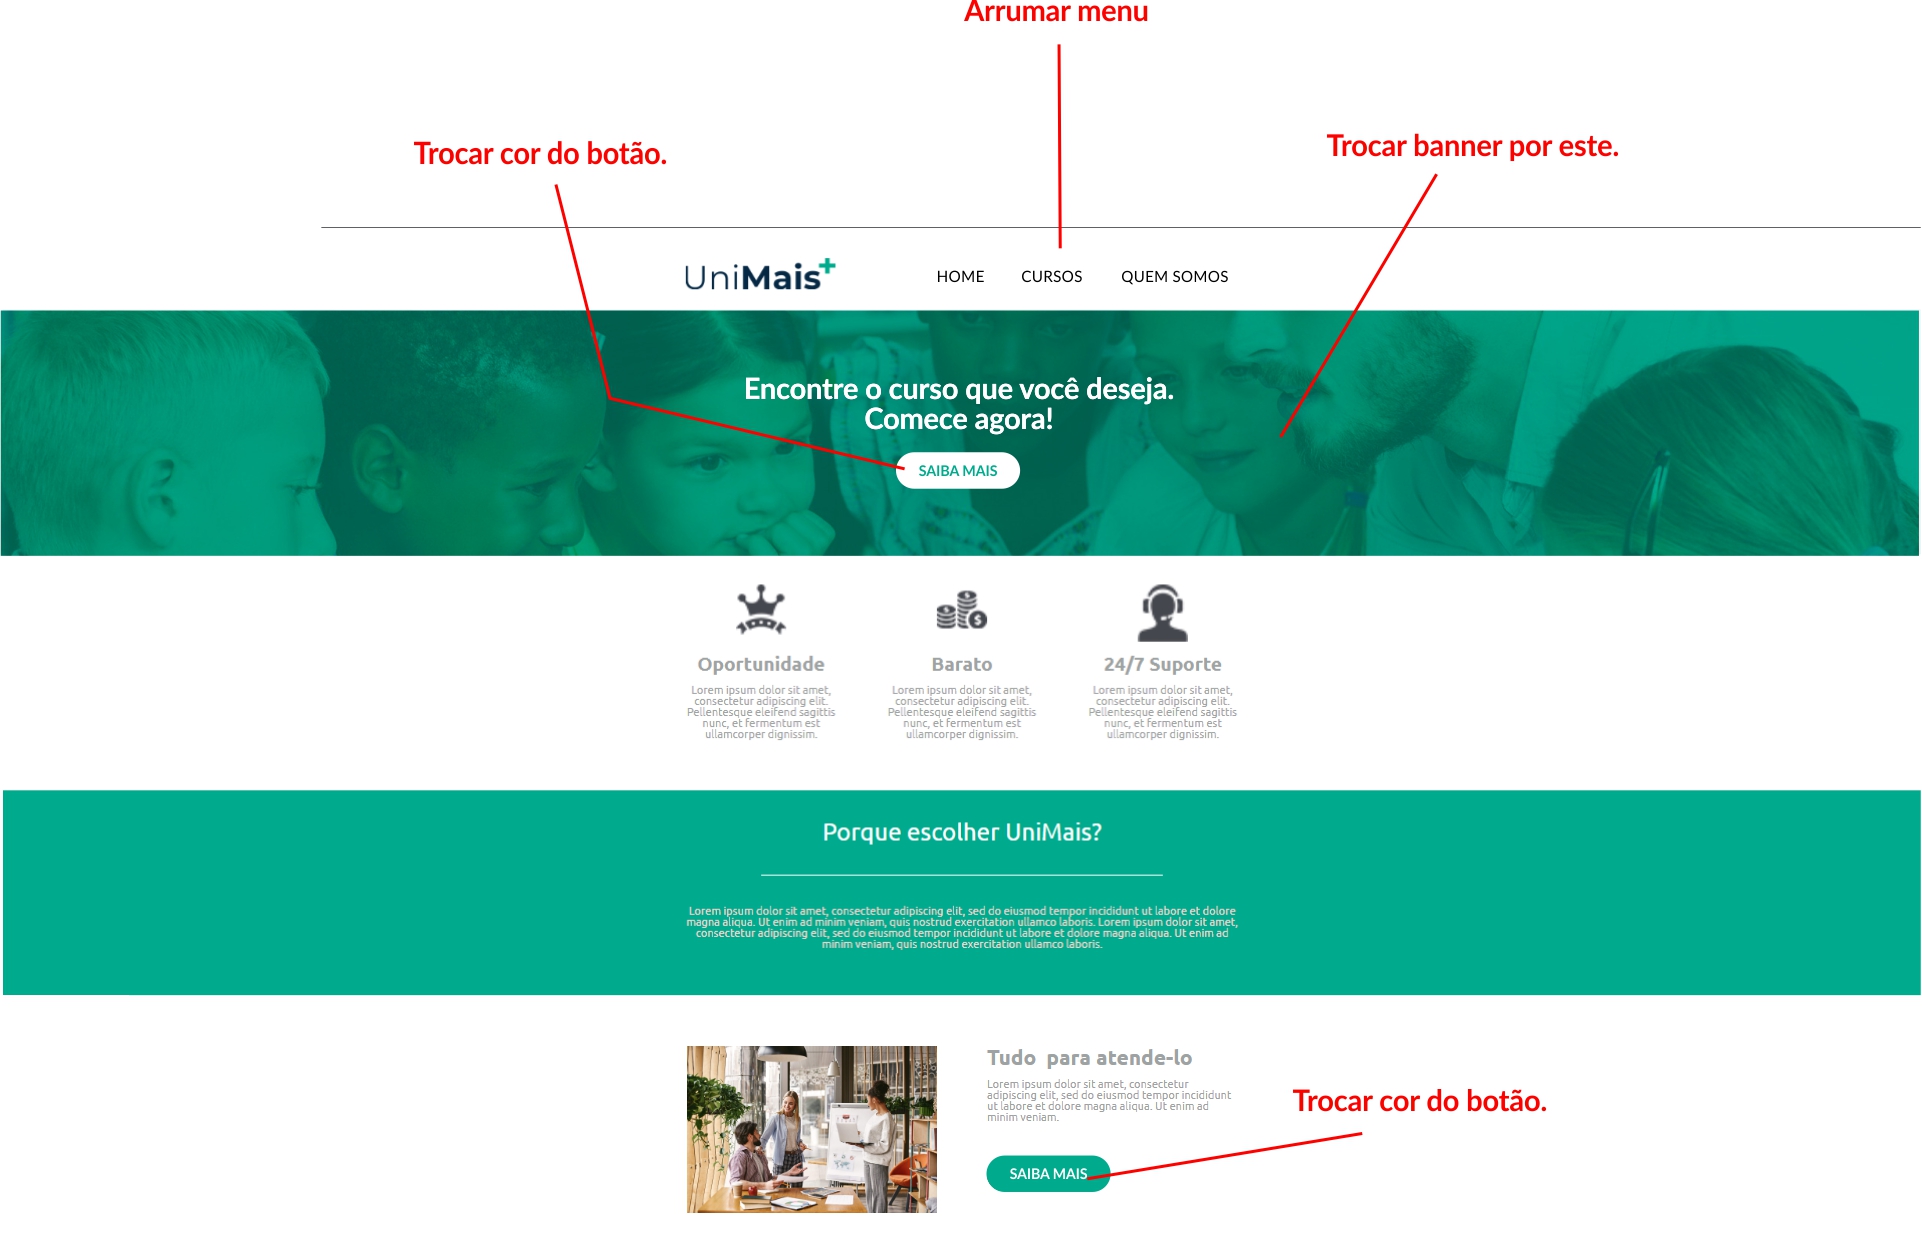 Arrumar menu
Trocar cor do botão.
Trocar banner por este.
UniMais+
HOME CURSOS QUEM SOMOS
Encontre o curso que você deseja.
Comece agora!
SAIBA MAIS
Oportunidade
Lorem ipsum dolor sit amet,
consectetur adipiscing elit.
Pellentesque eleifend sagittis
nunc, et fermentum est
ullamcorper dignissim.
Barato
Lorem ipsum dolor sit amet,
consectetur adipiscing elit.
Pellentesque eleifend sagittis
nunc, et fermentum est
ullamcorper dignissim.
24/7 Suporte
Lorem ipsum dolor sit amet,
consectetur adipiscing elit.
Pellentesque eleifend sagittis
nunc, et fermentum est
ullamcorper dignissim.
Porque escolher UniMais?
Lorem ipsum dolor sit amet, consectetur adipiscing elit, sed do eiusmod tempor incididunt ut labore et dolore
magna aliqua. Ut enim ad minim veniam, quis nostrud exercitation ullamco laboris. Lorem ipsum dolor sit amet,
consectetur adipiscing elit, sed do eiusmod tempor incididunt ut labore et dolore magna aliqua. Ut enim ad
minim veniam, quis nostrud exercitation ullamco laboris.
Tudo para atende-lo
Lorem ipsum dolor sit amet, consectetur
adipiscing elit, sed do eiusmod tempor incididunt
ut labore et dolore magna aliqua. Ut enim ad
minim veniam.
Trocar cor do botão.
SAIBA MAIS